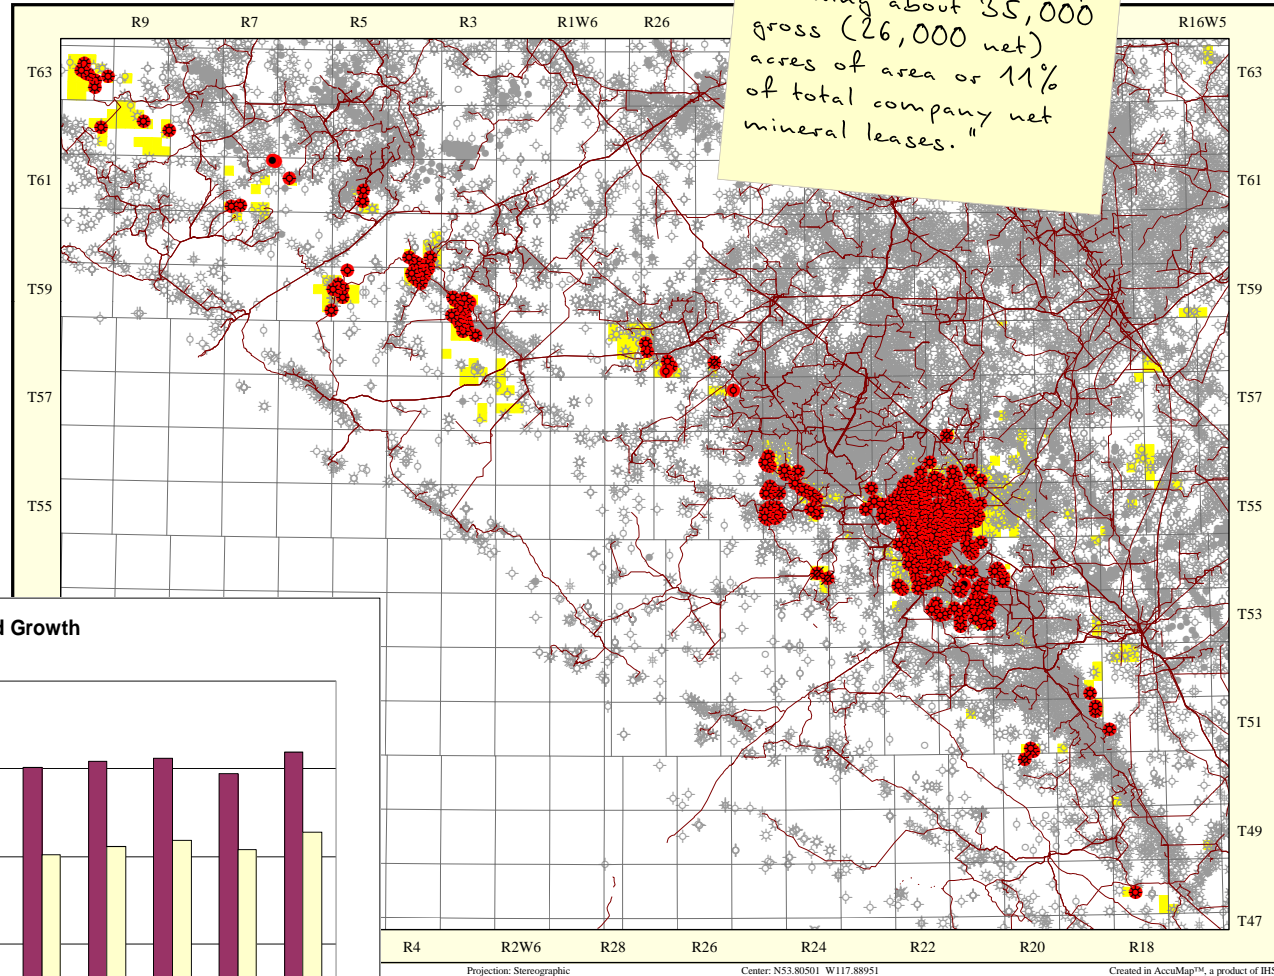 R9 R7 R5 R3 R1W6 R26 R16W5
about 35,000
gross (26,000 net)
acres of area or 11%
of total company net
mineral leases."
T63 T63
T61 T61
T59 T59
T57 T57
T55 T55
T53
T51
T49
T47
Growth
R4 R2W6 R28 R26 R24 R22 R20 R18
Projection: Stereographic Center: N53.80501 W117.88951 Created in AccuMap™, a product of IHS